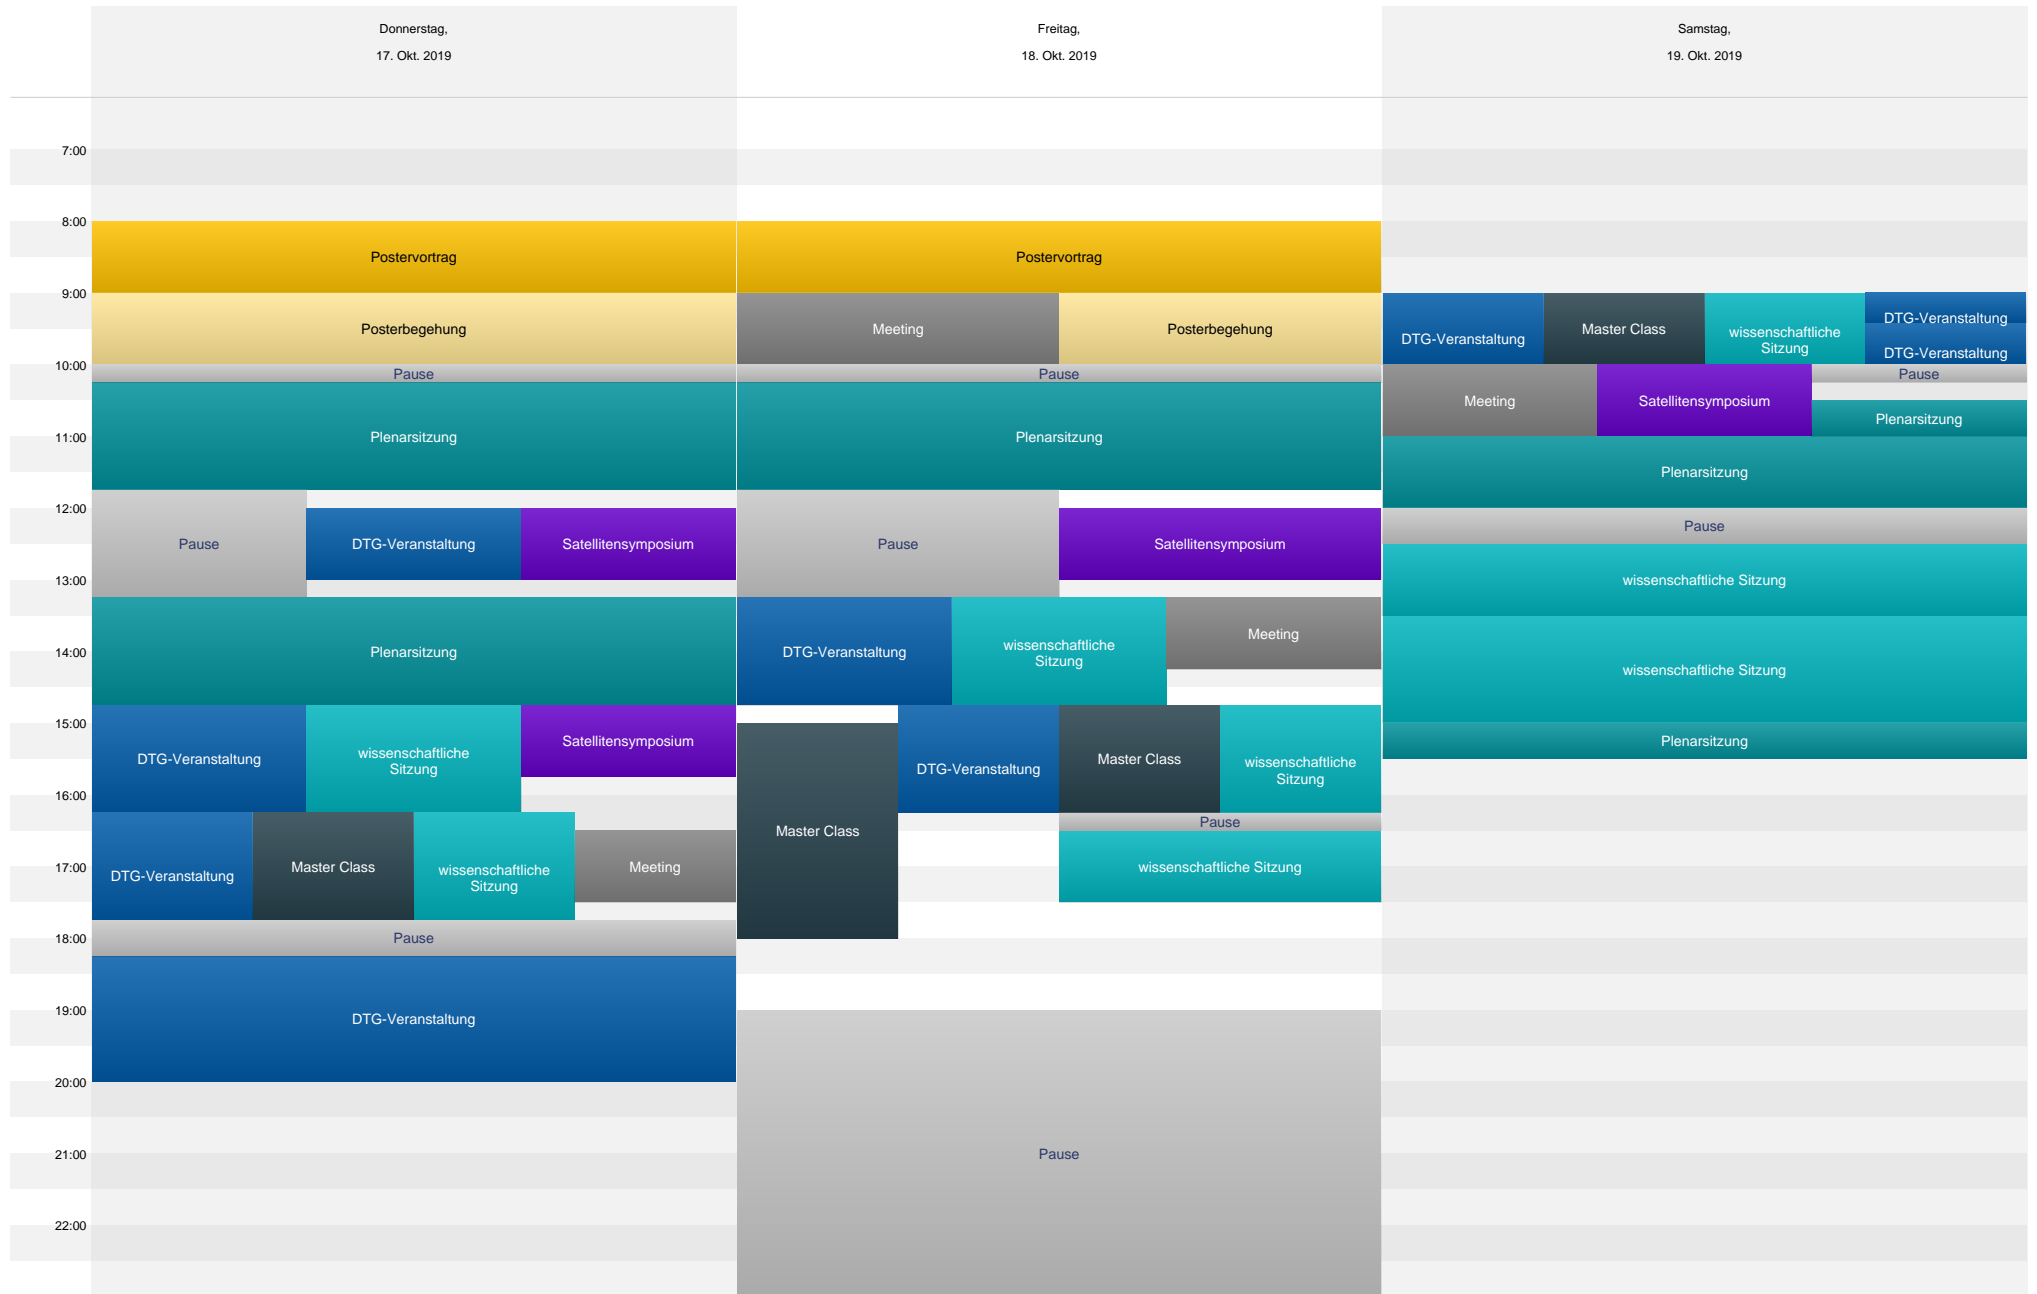 Donnerstag,
17. Okt. 2019
Freitag,
18. Okt. 2019
Samstag,
19. Okt. 2019
7:00
8:00
Postervortrag
Postervortrag
9:00
Posterbegehung
Meeting
Posterbegehung
DTG-Veranstaltung
Master Class
wissenschaftliche
Sitzung
DTG-Veranstaltung
DTG-Veranstaltung
10:00
Pause
Pause
Pause
Meeting
Satellitensymposium
Plenarsitzung
11:00
Plenarsitzung
Plenarsitzung
Plenarsitzung
12:00
Pause
Pause
DTG-Veranstaltung
Satellitensymposium
Pause
Satellitensymposium
13:00
wissenschaftliche Sitzung
14:00
Plenarsitzung
DTG-Veranstaltung
wissenschaftliche
Sitzung
Meeting
wissenschaftliche Sitzung
15:00
DTG-Veranstaltung
wissenschaftliche
Sitzung
Satellitensymposium
DTG-Veranstaltung
Master Class
wissenschaftliche
Sitzung
Plenarsitzung
16:00
Master Class
Pause
17:00
DTG-Veranstaltung
Master Class
wissenschaftliche
Sitzung
Meeting
wissenschaftliche Sitzung
18:00
Pause
19:00
DTG-Veranstaltung
20:00
21:00
Pause
22:00